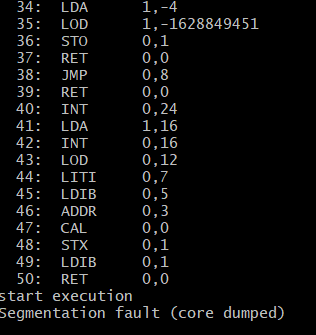 34: LDA 1,-4
35: LOD 1,-1628849451
36: STO 0,1
37: RET 0,0
38: JMP 0,8
39: RET 0,0
40: INT 0,24
41: LDA 1,16
42: INT 0,16
43: LOD 0,12
44: LITI 0,7
45: LDIB 0,5
46: ADDR 0,3
47: CAL 0,0
48: STX 0,1
49: LDIB 0,1
50: RET 0,0
start execution
Segmentation fault (core dumped)